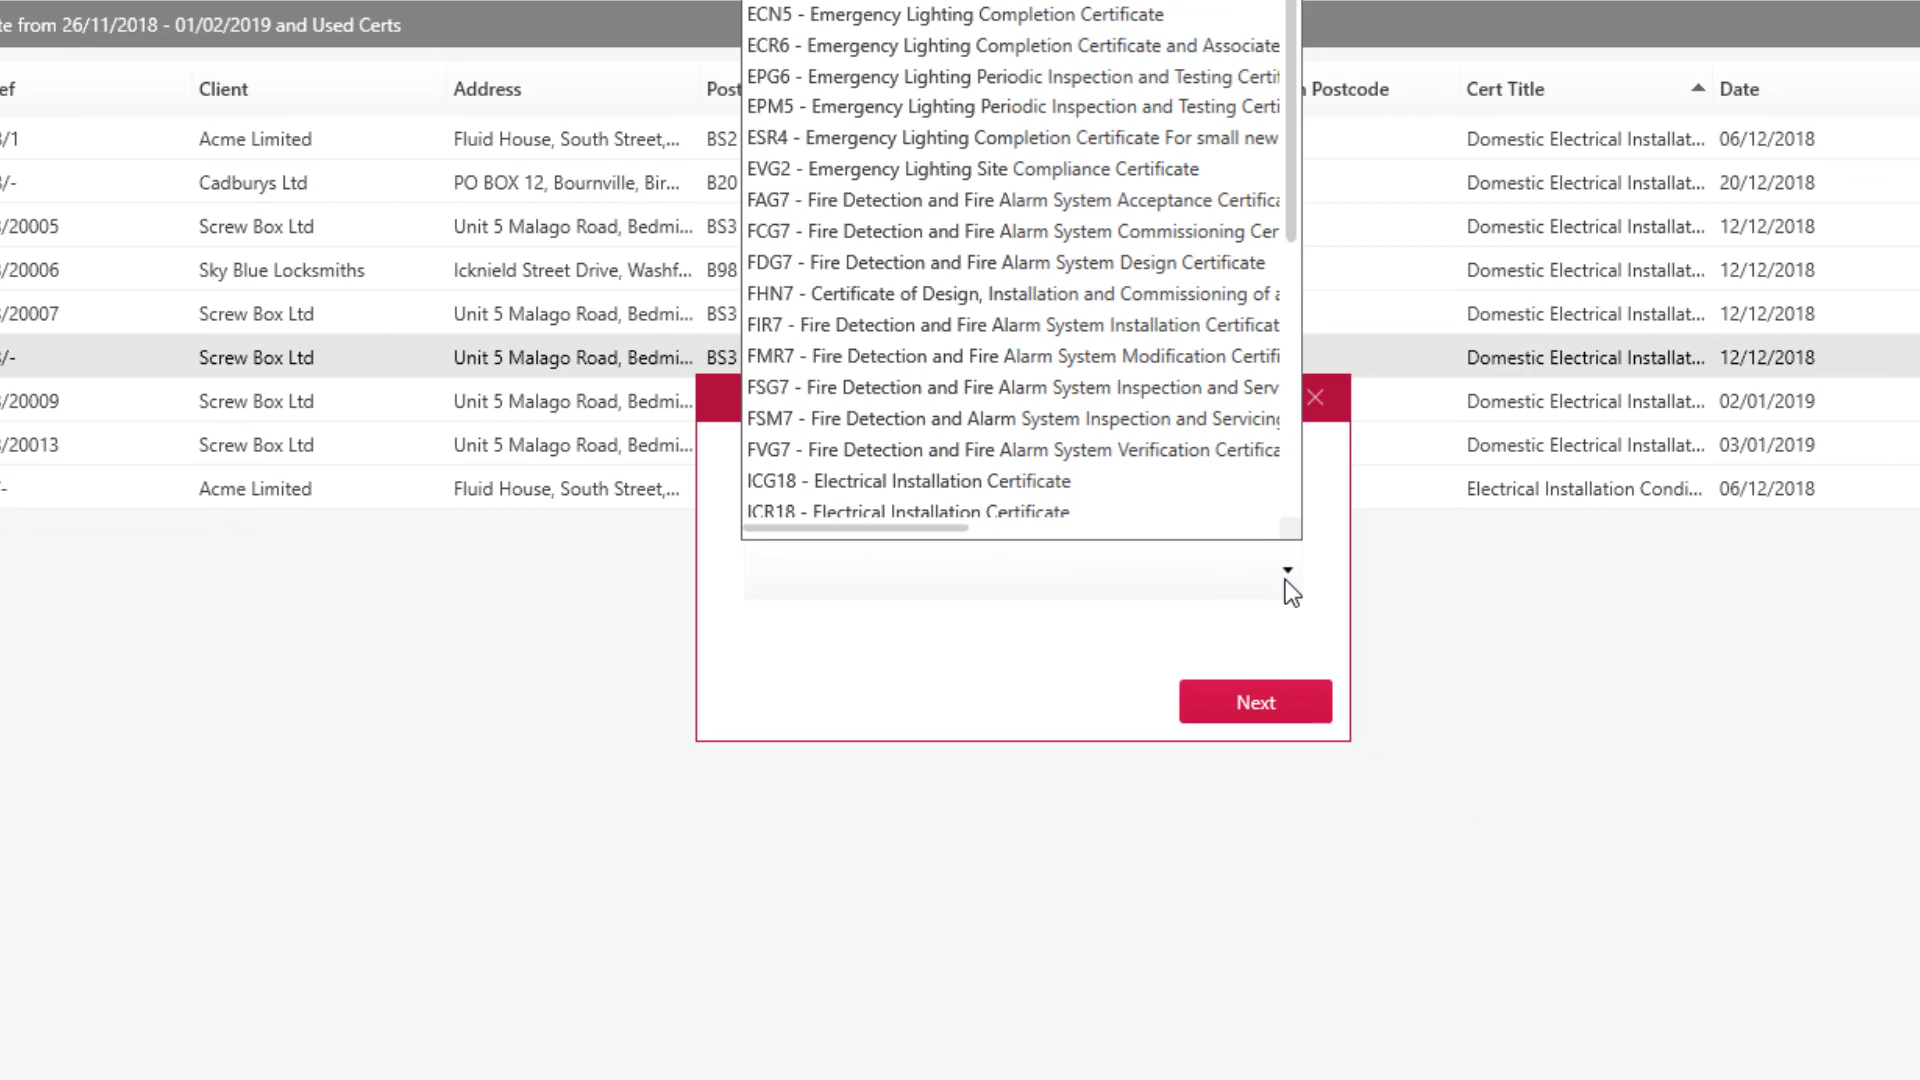 te from 26/11/2018 - 01/02/2019 and Used Certs
ef Client Address Post Postcode Cert Title Date
/1 Acme Limited Fluid House, South Street,... BS2 Domestic Electrical Installat... 06/12/2018
/- Cadburys Ltd PO BOX 12, Bournville, Bir... B20 Domestic Electrical Installat... 20/12/2018
/20005 Screw Box Ltd Unit 5 Malago Road, Bedmi... BS3 Domestic Electrical Installat... 12/12/2018
/20006 Sky Blue Locksmiths Icknield Street Drive, Washf... B98 Domestic Electrical Installat... 12/12/2018
/20007 Screw Box Ltd Unit 5 Malago Road, Bedmi... BS3 Domestic Electrical Installat... 12/12/2018
/- Screw Box Ltd Unit 5 Malago Road, Bedmi... BS3 Domestic Electrical Installat... 12/12/2018
/20009 Screw Box Ltd Unit 5 Malago Road, Bedmi... Domestic Electrical Installat... 02/01/2019
/20013 Screw Box Ltd Unit 5 Malago Road, Bedmi... Domestic Electrical Installat... 03/01/2019
- Acme Limited Fluid House, South Street,... Electrical Installation Condi... 06/12/2018
ECN5 - Emergency Lighting Completion Certificate
ECR6 - Emergency Lighting Completion Certificate and Associate
EPG6 - Emergency Lighting Periodic Inspection and Testing Certif
EPM5 - Emergency Lighting Periodic Inspection and Testing Certi
ESR4 - Emergency Lighting Completion Certificate For small new
EVG2 - Emergency Lighting Site Compliance Certificate
FAG7 - Fire Detection and Fire Alarm System Acceptance Certifica
FCG7 - Fire Detection and Fire Alarm System Commissioning Cer
FDG7 - Fire Detection and Fire Alarm System Design Certificate
FHN7 - Certificate of Design, Installation and Commissioning of a
FIR7 - Fire Detection and Fire Alarm System Installation Certificat
FMR7 - Fire Detection and Fire Alarm System Modification Certifi
FSG7 - Fire Detection and Fire Alarm System Inspection and Serv
FSM7 - Fire Detection and Alarm System Inspection and Servicing
FVG7 - Fire Detection and Fire Alarm System Verification Certifica
ICG18 - Electrical Installation Certificate
ICR18 - Electrical Installation Certificate
Next